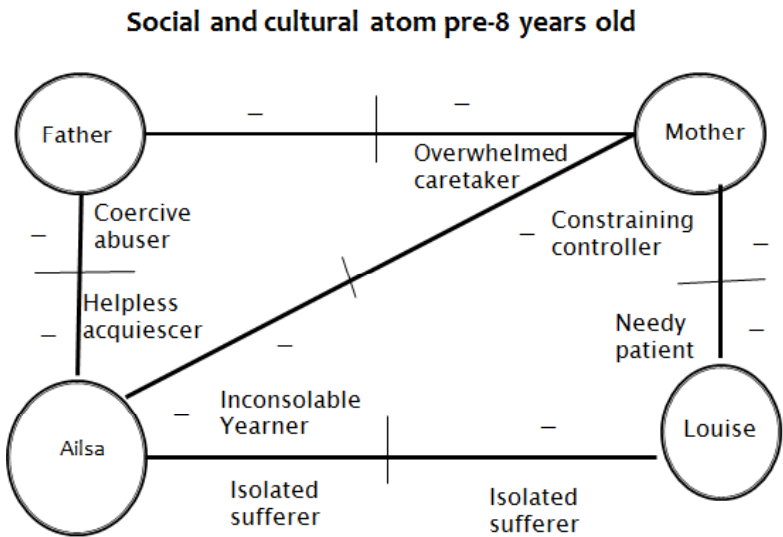 Social and cultural atom pre-8 years old
Father
–
–
Mother
Overwhelmed
caretaker
Coercive
abuser
–
Constraining
controller
–
–
Helpless
acquiescer
–
Needy
patient
–
–
Inconsolable
Yearner
–
–
Ailsa
Louise
Isolated
sufferer
Isolated
sufferer